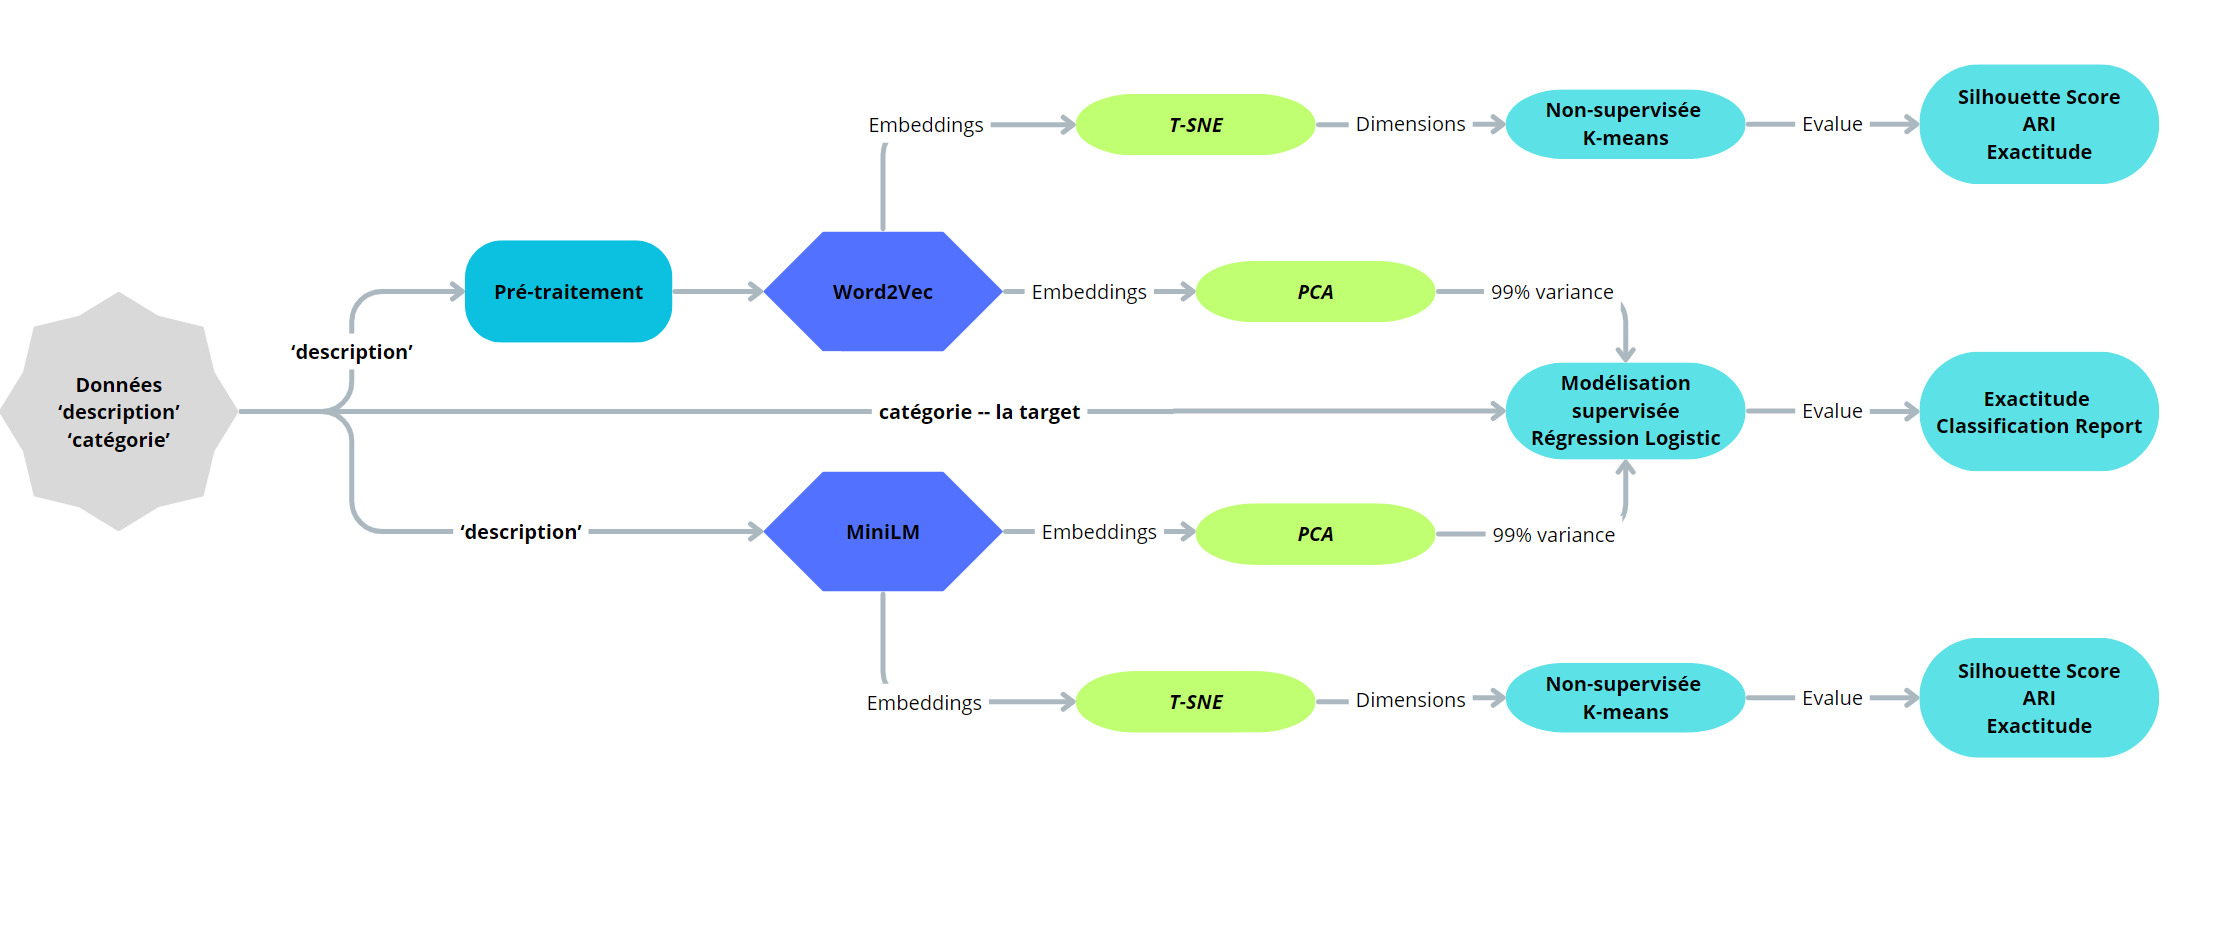 Embeddings
T-SNE
Dimensions
Non-supervisée
K-means
Evalue
Silhouette Score
ARI
Exactitude
Pré-traitement
Word2Vec
Embeddings
PCA
99% variance
‘description’
Données
‘description’
‘catégorie’
catégorie -- la target
Modélisation
supervisée
Régression Logistic
Evalue
Exactitude
Classification Report
‘description’
MiniLM
Embeddings
PCA
99% variance
Embeddings
T-SNE
Dimensions
Non-supervisée
K-means
Evalue
Silhouette Score
ARI
Exactitude